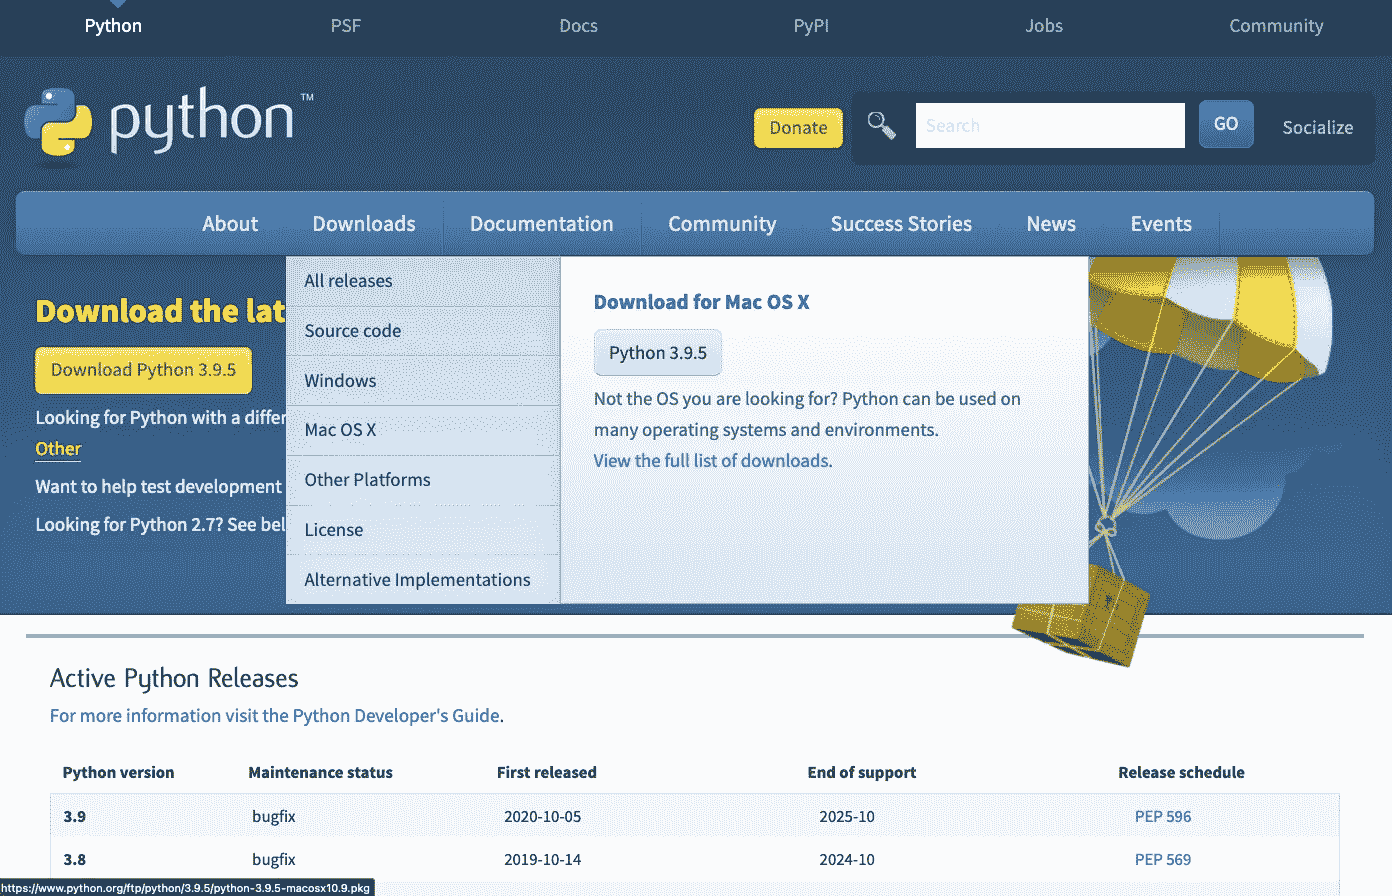 Python PSF Docs PyPI Jobs Community
python™
Donate Search GO Socialize
About Downloads Documentation Community Success Stories News Events
All releases
Source code
Windows
Mac OS X
Other Platforms
License
Alternative Implementations
Download for Mac OS X
Python 3.9.5
Not the OS you are looking for? Python can be used on
many operating systems and environments.
View the full list of downloads.
Download the lat
Download Python 3.9.5
Looking for Python with a differ
Other
Want to help test development
Looking for Python 2.7? See bel
Active Python Releases
For more information visit the Python Developer's Guide.
Python version Maintenance status First released End of support Release schedule
3.9 bugfix 2020-10-05 2025-10 PEP 596
3.8 bugfix 2019-10-14 2024-10 PEP 569
https://www.python.org/ftp/python/3.9.5/python-3.9.5-macosx10.9.pkg